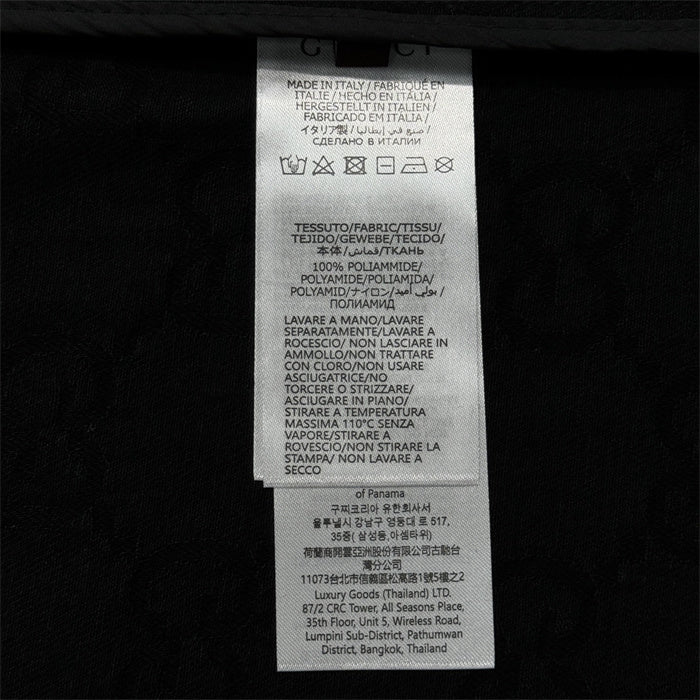 GUCCI
MADE IN ITALY / FABRIQUÉ EN
ITALIE / HECHO EN ITÁLIA /
HERGESTELLT IN ITALIEN /
FABRICADO EM ITÁLIA /
イタリア製 / صنع في إيطاليا /
СДЕЛАНО В ИТАЛИИ
TESSUTO/FABRIC/TISSU/
TEJIDO/GEWEBE/TECIDO/
本体/قماش/ТКАНЬ
100% POLIAMMIDE/
POLYAMIDE/POLIAMIDA/
POLYAMID/ナイロン/بولي أميد/
ПОЛИАМИД
LAVARE A MANO/LAVARE
SEPARATAMENTE/LAVARE A
ROCESCIO/ NON LASCIARE IN
AMMOLLO/NON TRATTARE
CON CLORO/NON USARE
ASCIUGATRICE/NO
TORCERE O STRIZZARE/
ASCIUGARE IN PIANO/
STIRARE A TEMPERATURA
MASSIMA 110°C SENZA
VAPORE/STIRARE A
ROVESCIO/NON STIRARE LA
STAMPA/ NON LAVARE A
SECCO
of Panama
구찌코리아 유한회사서
울특별시 강남구 영동대 로 517,
35층( 삼성동,아셈타워)
荷蘭商開雲亞洲股份有限公司古馳台
灣分公司
11073台北市信義區松高路1號5樓之2
Luxury Goods (Thailand) LTD.
87/2 CRC Tower, All Seasons Place,
35th Floor, Unit 5, Wireless Road,
Lumpini Sub-District, Pathumwan
District, Bangkok, Thailand